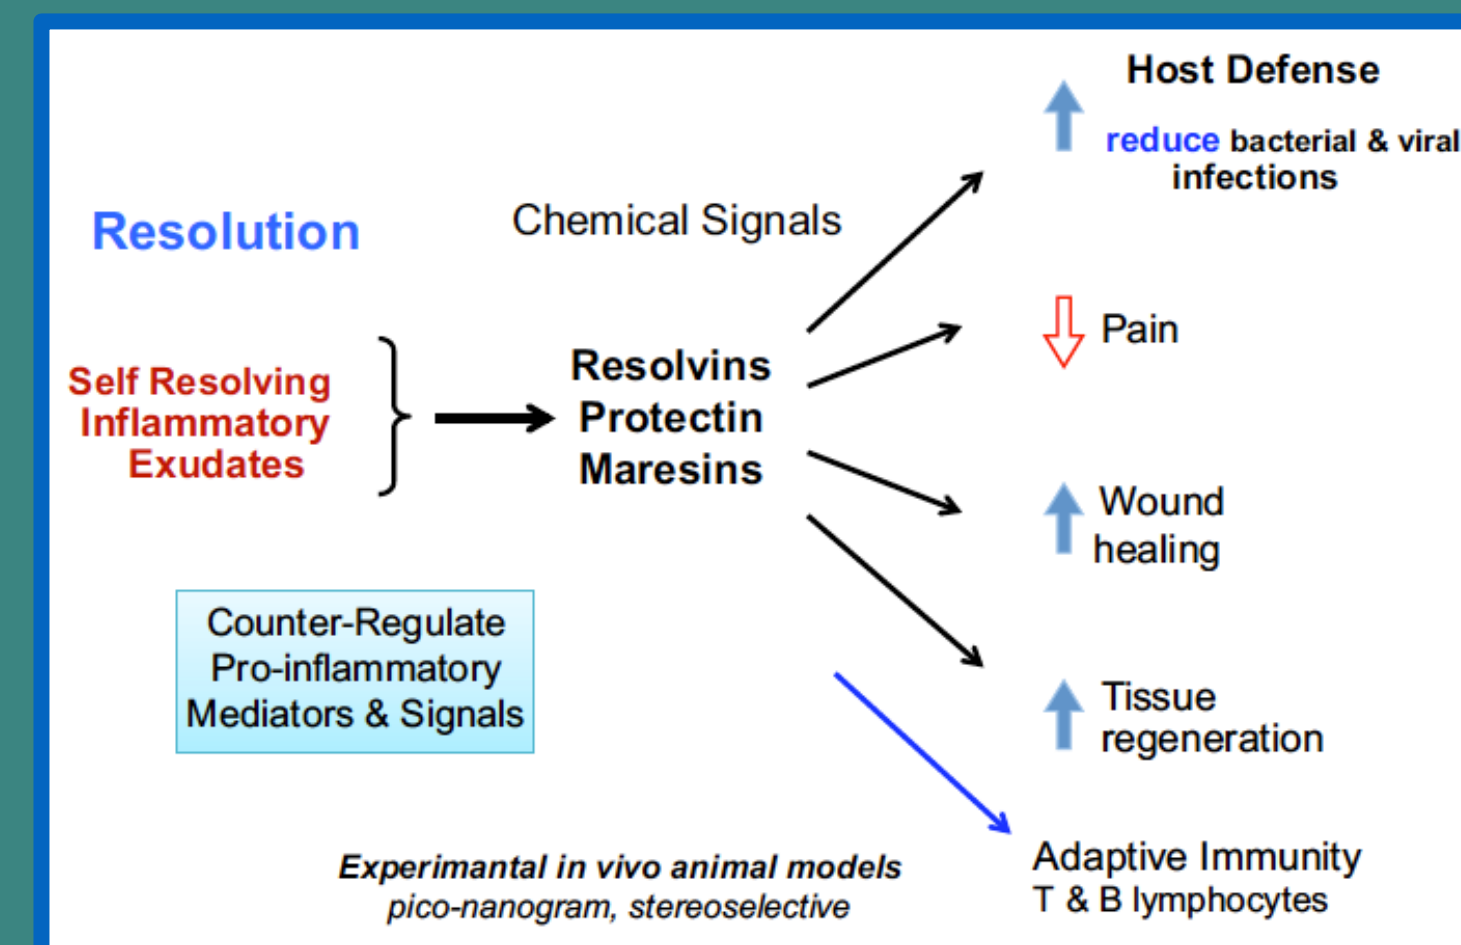 Host Defense
reduce bacterial & viral
infections
Resolution
Chemical Signals
Self Resolving
Inflammatory
Exudates
Resolvins
Protectin
Maresins
Pain
Wound
healing
Counter-Regulate
Pro-inflammatory
Mediators & Signals
Tissue
regeneration
Experimantal in vivo animal models
pico-nanogram, stereoselective
Adaptive Immunity
T & B lymphocytes